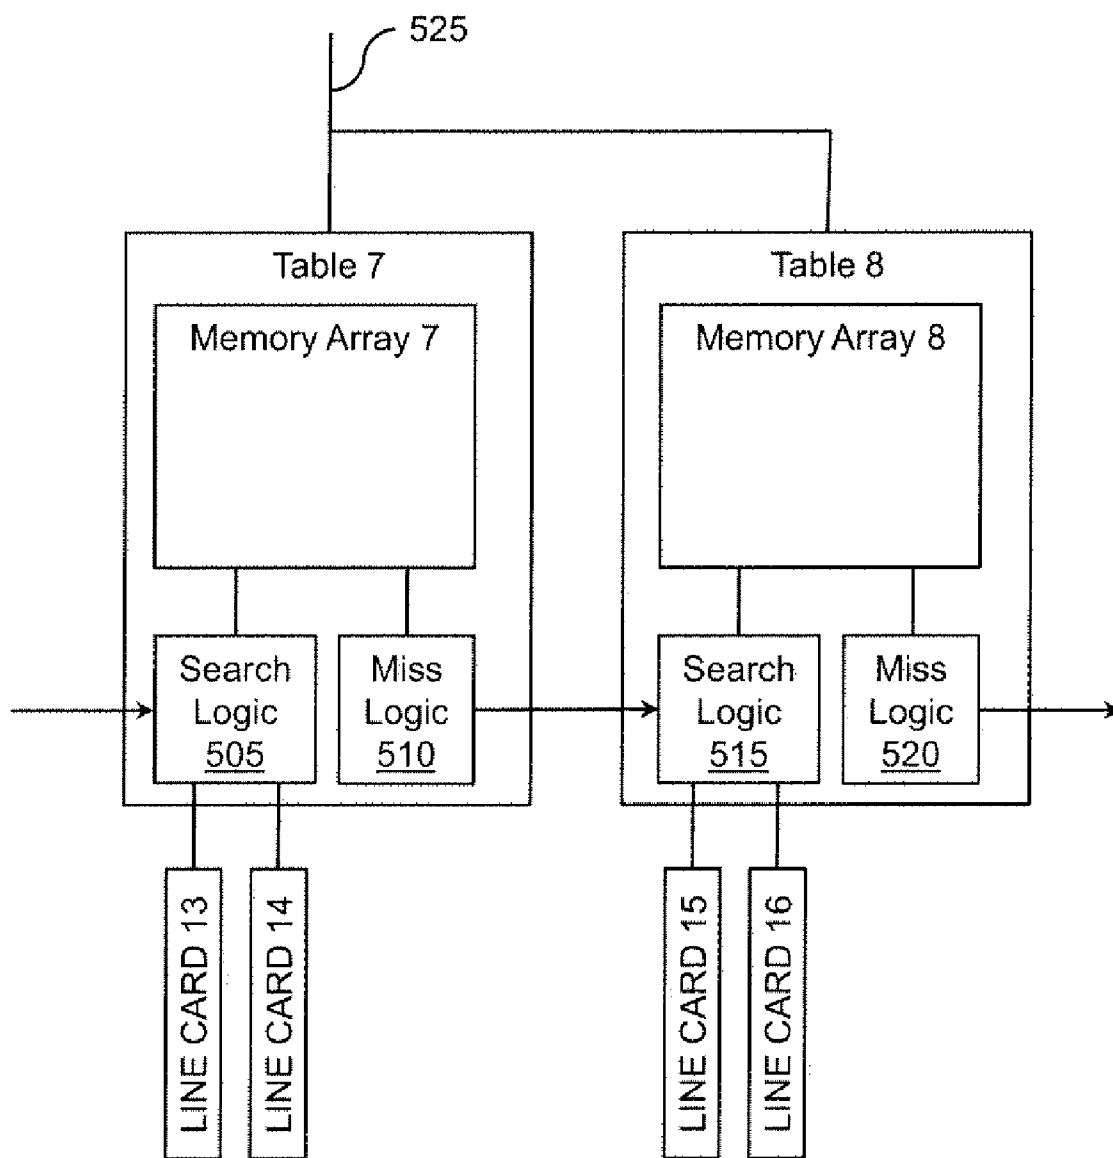 525
Table 7
Memory Array 7
Search
Logic
505
Miss
Logic
510
LINE CARD 13
LINE CARD 14
Table 8
Memory Array 8
Search
Logic
515
Miss
Logic
520
LINE CARD 15
LINE CARD 16